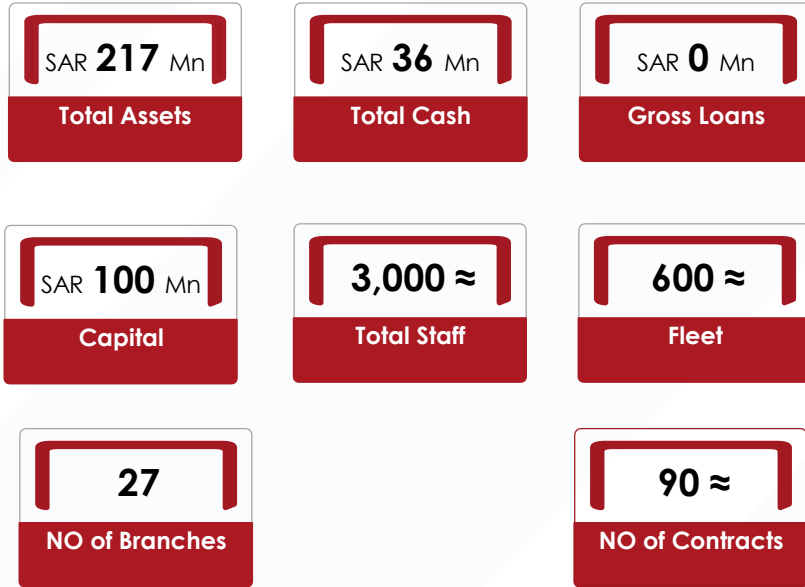 SAR 217 Mn
Total Assets
SAR 36 Mn
Total Cash
SAR 0 Mn
Gross Loans
SAR 100 Mn
Capital
3,000 ≈
Total Staff
600 ≈
Fleet
27
NO of Branches
90 ≈
NO of Contracts